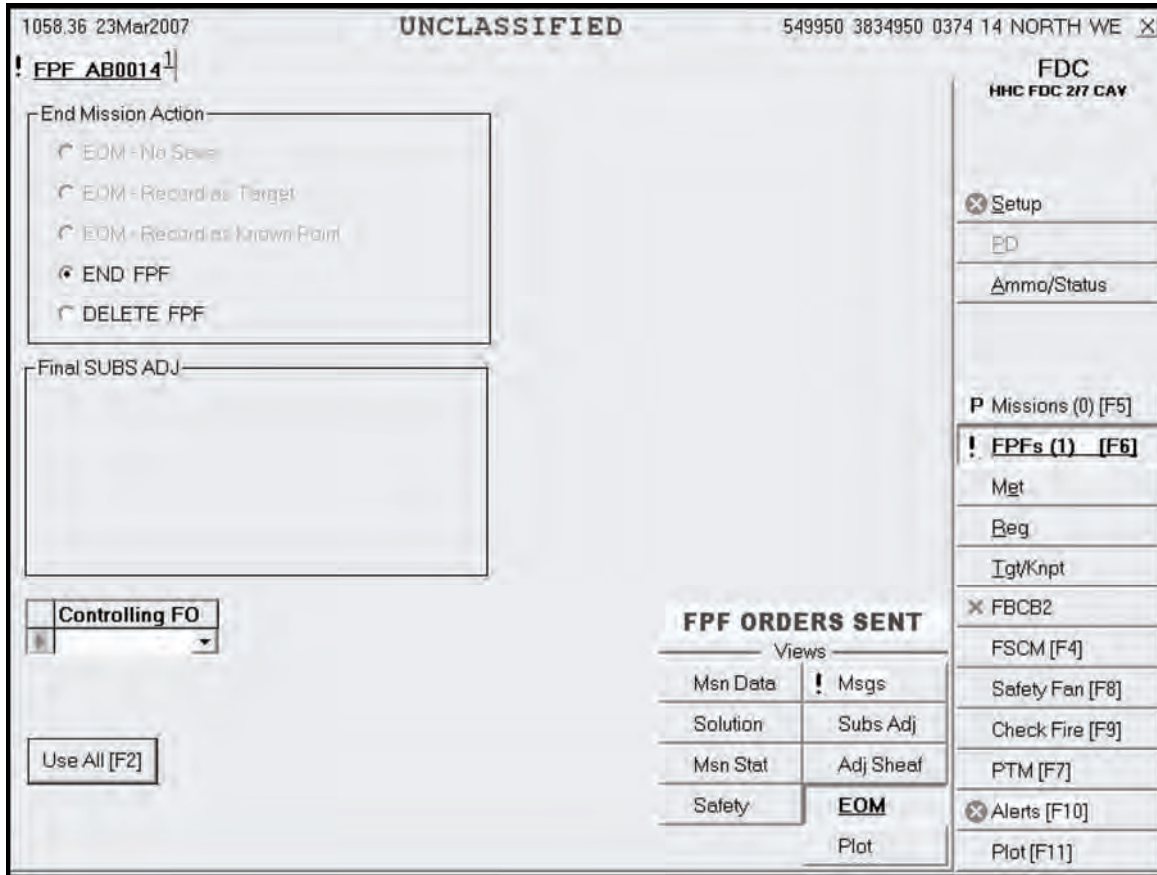 1058.36 23Mar2007 UNCLASSIFIED 549950 3834950 0374 14 NORTH WE X
! FPF AB0014 1
End Mission Action
EOM - No Save
EOM - Record as Target
EOM - Record as Known Point
END FPF
DELETE FPF
Final SUBS ADJ
Controlling FO
Use All [F2]
FPF ORDERS SENT
Views
Msn Data ! Msgs
Solution Subs Adj
Msn Stat Adj Sheaf
Safety EOM
Plot
FDC
HHC FDC 2/7 CAV
Setup
PD
Ammo/Status
P Missions (0) [F5]
! FPFs (1) [F6]
Met
Reg
Tgt/Knpt
FBCB2
FSCM [F4]
Safety Fan [F8]
Check Fire [F9]
PTM [F7]
Alerts [F10]
Plot [F11]